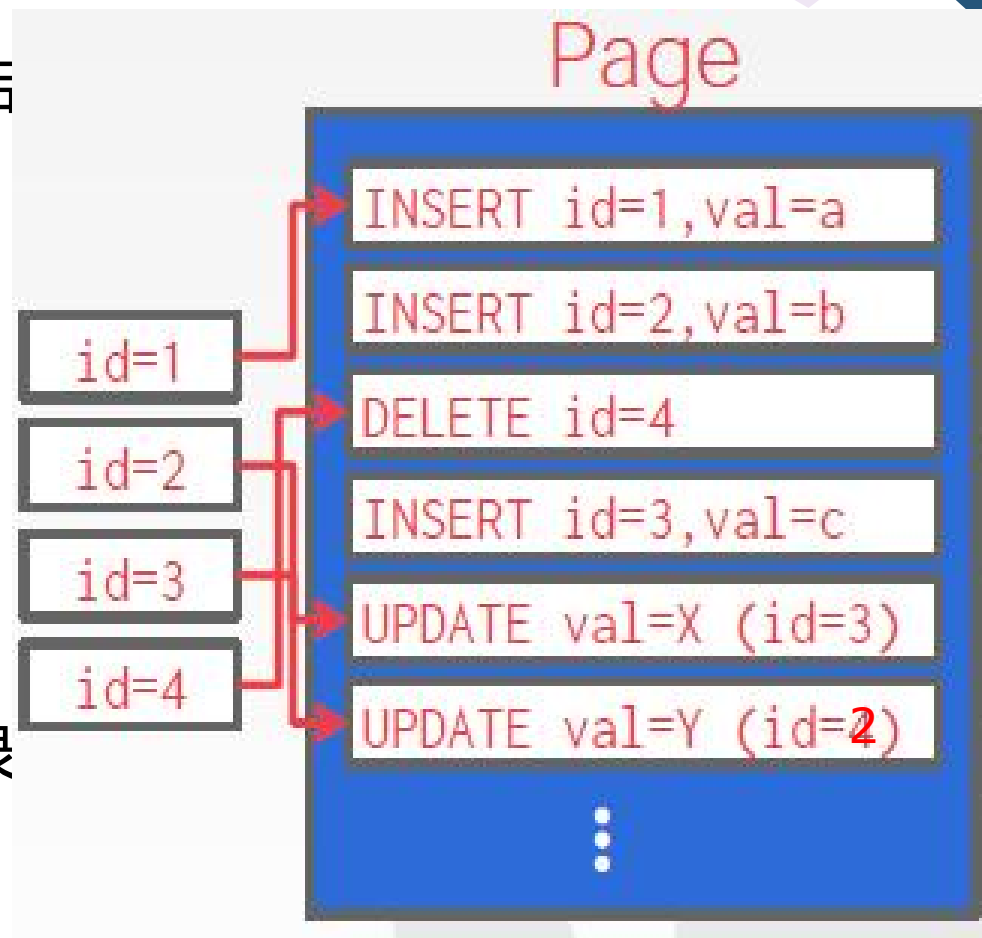 Page
INSERT id=1,val=a
INSERT id=2,val=b
id=1
DELETE id=4
id=2
INSERT id=3,val=c
id=3
UPDATE val=X (id=3)
id=4
UPDATE val=Y (id=2)